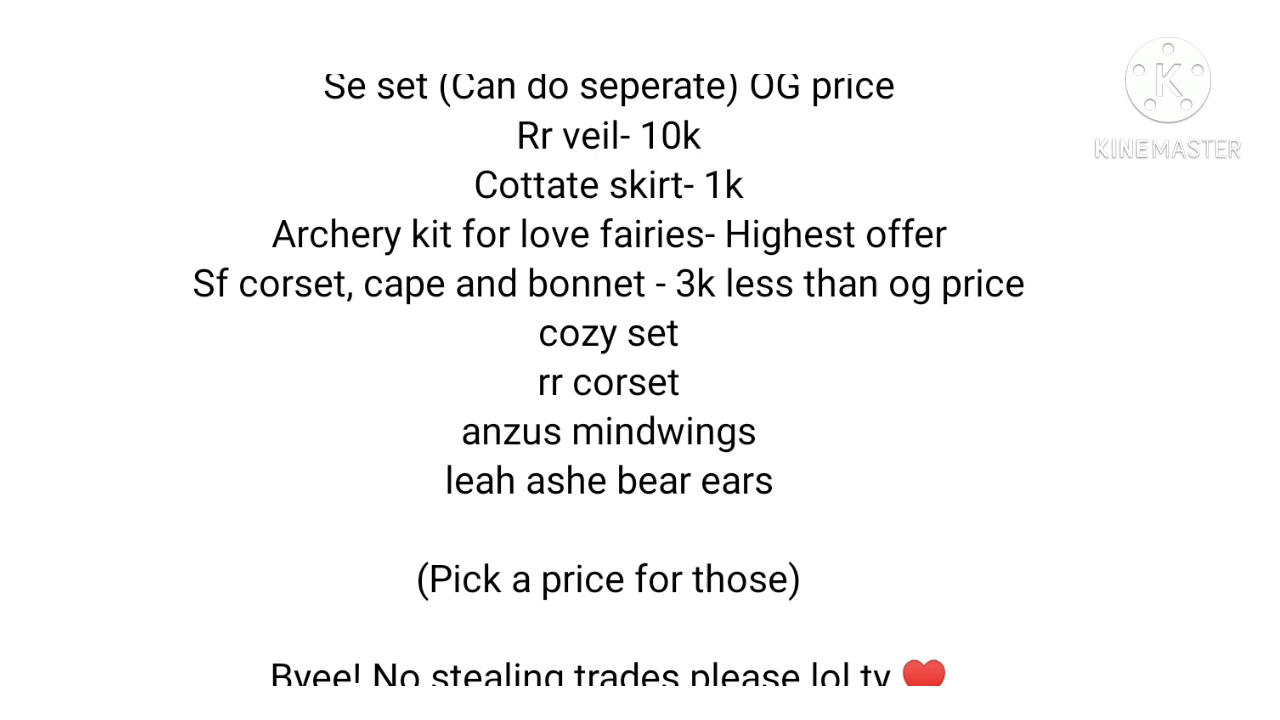 Se set (Can do seperate) OG price
Rr veil- 10k
Cottate skirt- 1k
Archery kit for love fairies- Highest offer
Sf corset, cape and bonnet - 3k less than og price
cozy set
rr corset
anzus mindwings
leah ashe bear ears
(Pick a price for those)
Byee! No stealing trades please lol ty ❤️
K
KINEMASTER